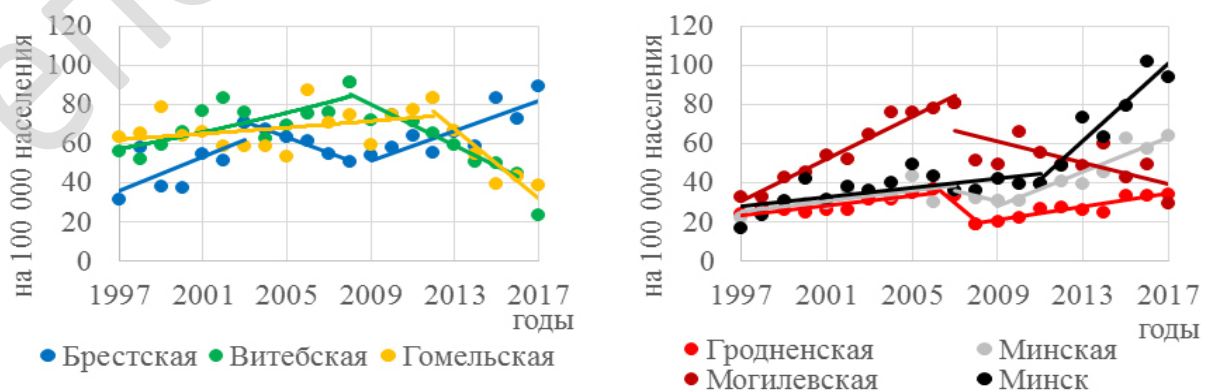 на 100 000 населения
120
100
80
60
40
20
0
1997 2001 2005 2009 2013 2017
годы
Брестская Витебская Гомельская
на 100 000 населения
120
100
80
60
40
20
0
1997 2001 2005 2009 2013 2017
годы
Гродненская Минская
Могилевская Минск